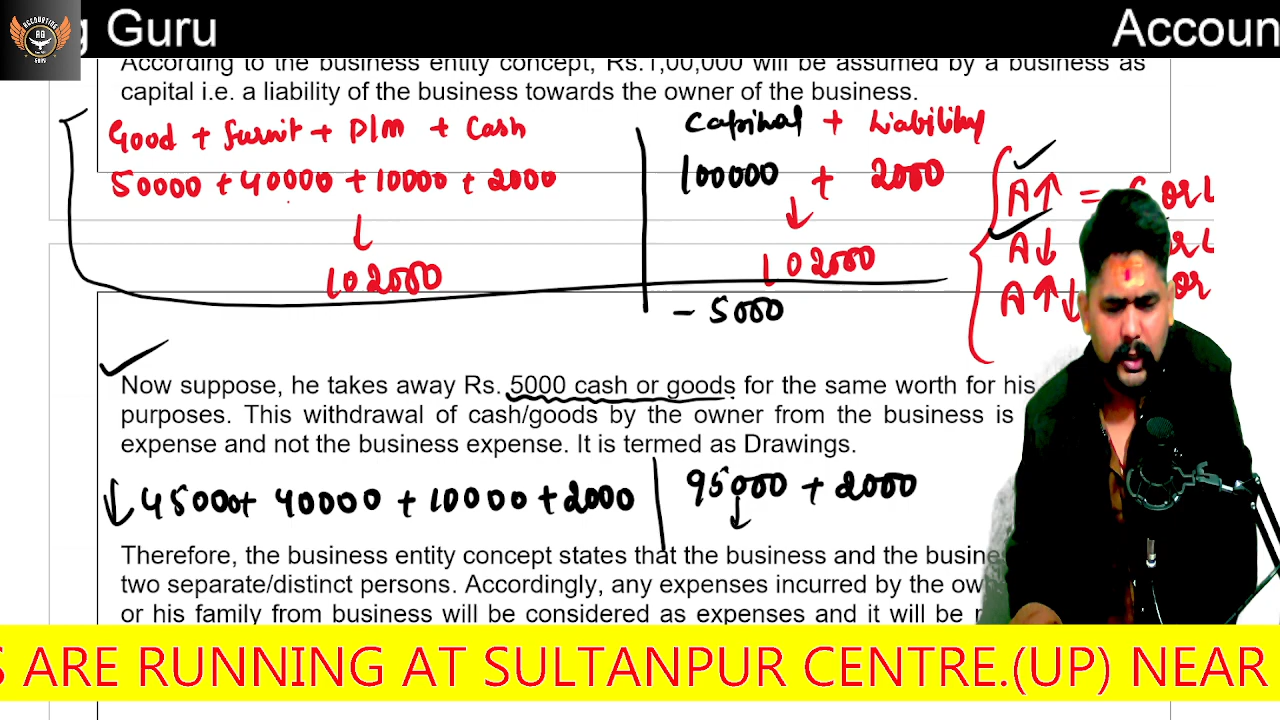 g Guru
Accoun
ACCOUNTING
AG
GURU
According to the business entity concept, Rs.1,00,000 will be assumed by a business as
capital i.e. a liability of the business towards the owner of the business.
Good + Furnit + P/M + Cash
Capital + Liability
50000 + 40000 + 10000 + 2000
100000 + 2000
102000
102000
- 5000
A↑ = or L
A↓ or L
A↑↓ or
Now suppose, he takes away Rs. 5000 cash or goods for the same worth for his
purposes. This withdrawal of cash/goods by the owner from the business is
expense and not the business expense. It is termed as Drawings.
↓ 45000+ 40000 + 10000 + 2000
95000 + 2000
Therefore, the business entity concept states that the business and the busine
two separate/distinct persons. Accordingly, any expenses incurred by the ow
or his family from business will be considered as expenses and it will be
S ARE RUNNING AT SULTANPUR CENTRE.(UP) NEAR